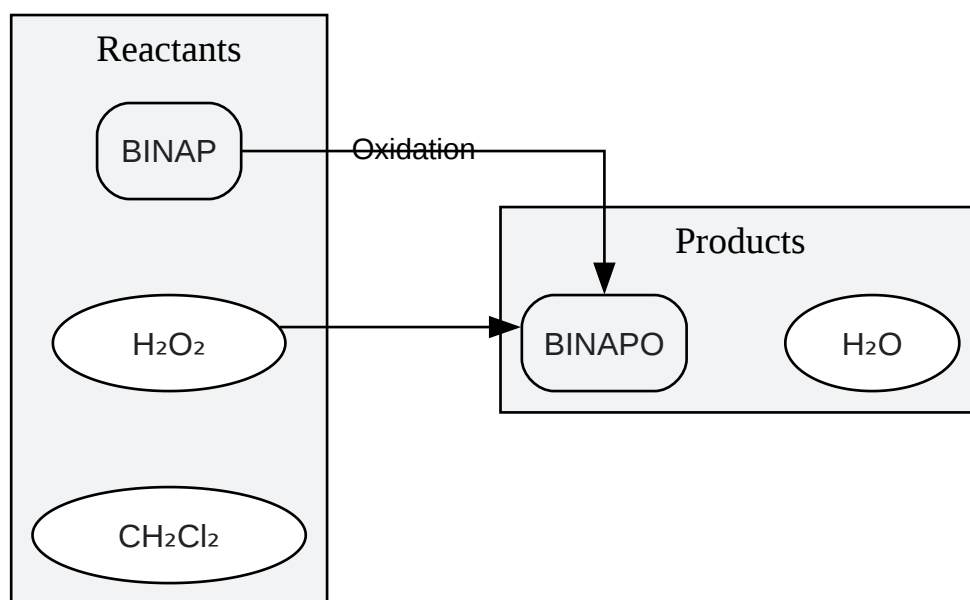 Reactants
BINAP
Oxidation
Products
H₂O₂
BINAPO
H₂O
CH₂Cl₂